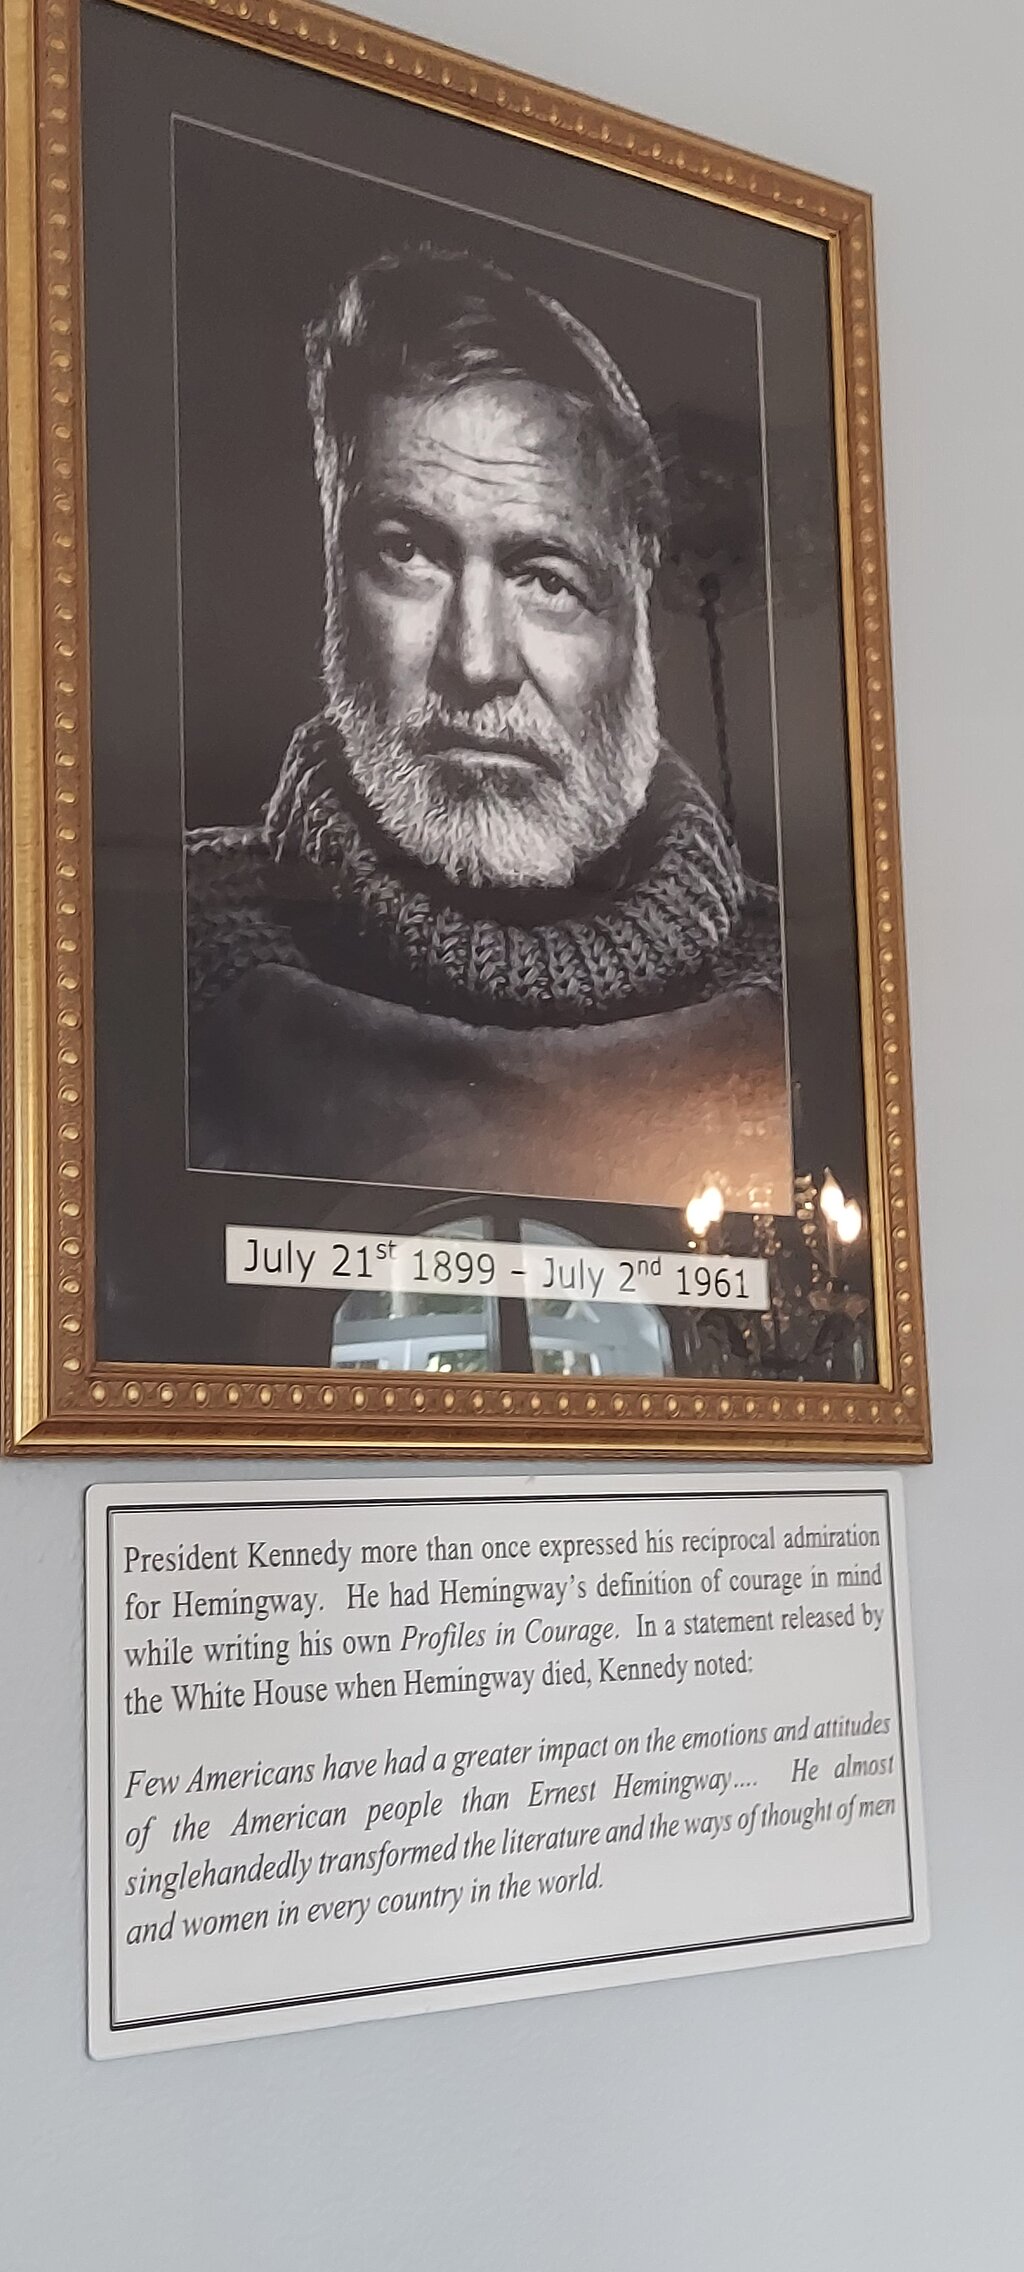 July 21st 1899 – July 2nd 1961
President Kennedy more than once expressed his reciprocal admiration
for Hemingway. He had Hemingway's definition of courage in mind
while writing his own Profiles in Courage. In a statement released by
the White House when Hemingway died, Kennedy noted:
Few Americans have had a greater impact on the emotions and attitudes
of the American people than Ernest Hemingway.... He almost
singlehandedly transformed the literature and the ways of thought of men
and women in every country in the world.